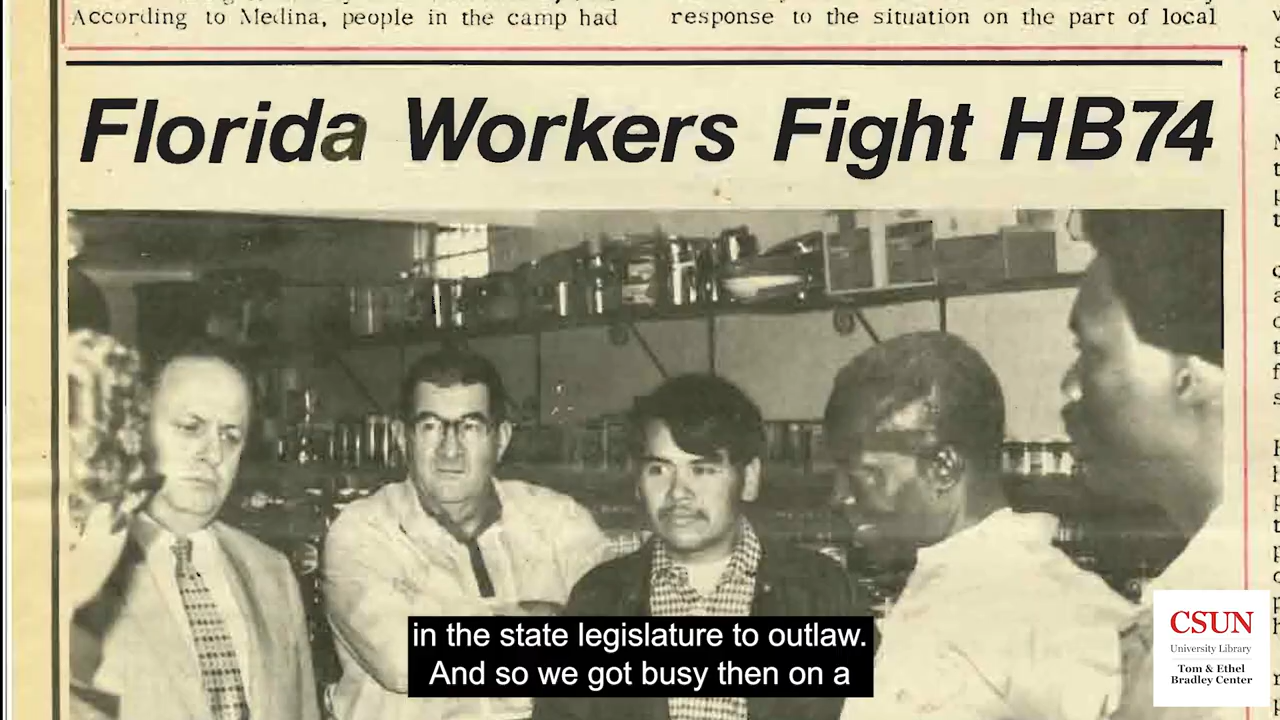 According to Medina, people in the camp had
response to the situation on the part of local
Florida Workers Fight HB74
in the state legislature to outlaw.
And so we got busy then on a
CSUN
University Library
Tom & Ethel
Bradley Center